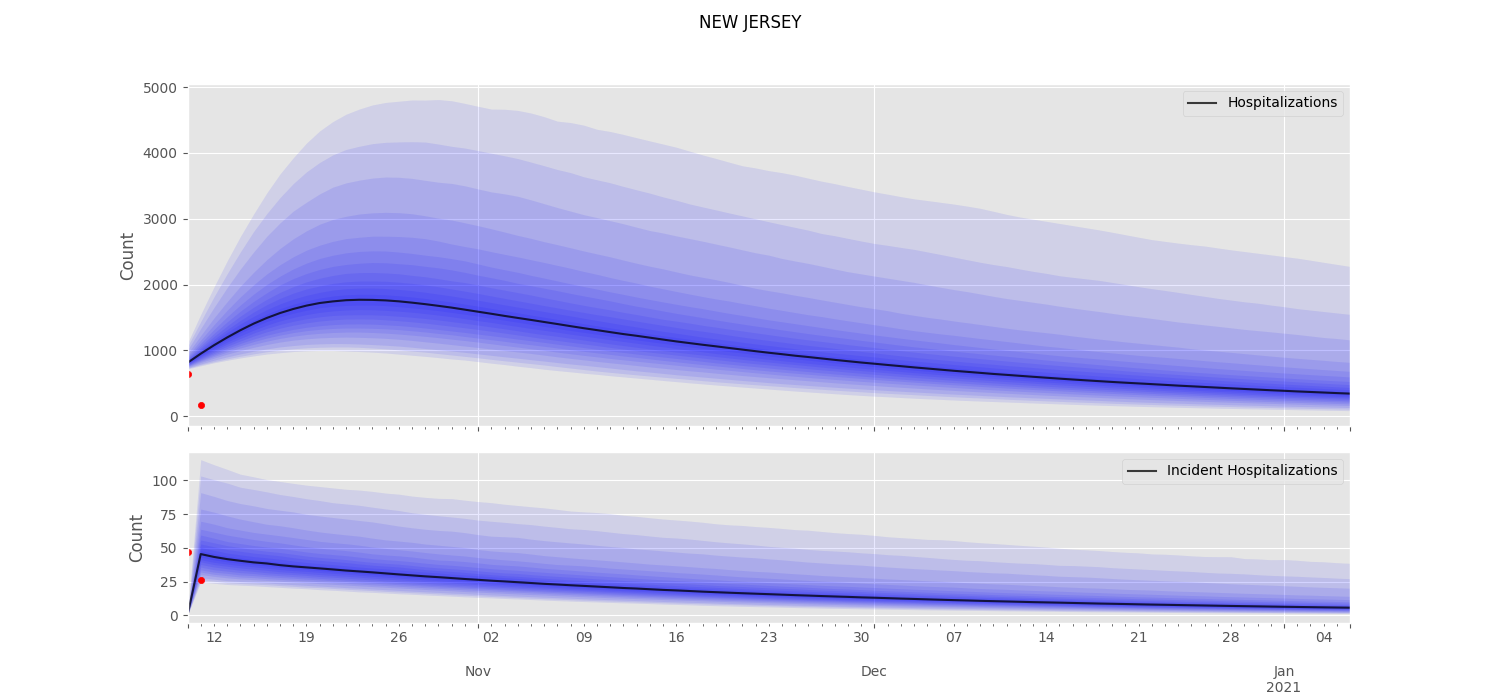 NEW JERSEY
5000
4000
3000
2000
1000
0
Count
Hospitalizations
100
75
50
25
0
Count
Incident Hospitalizations
12 19 26 02 09 16 23 30 07 14 21 28 04
Nov Dec Jan
2021